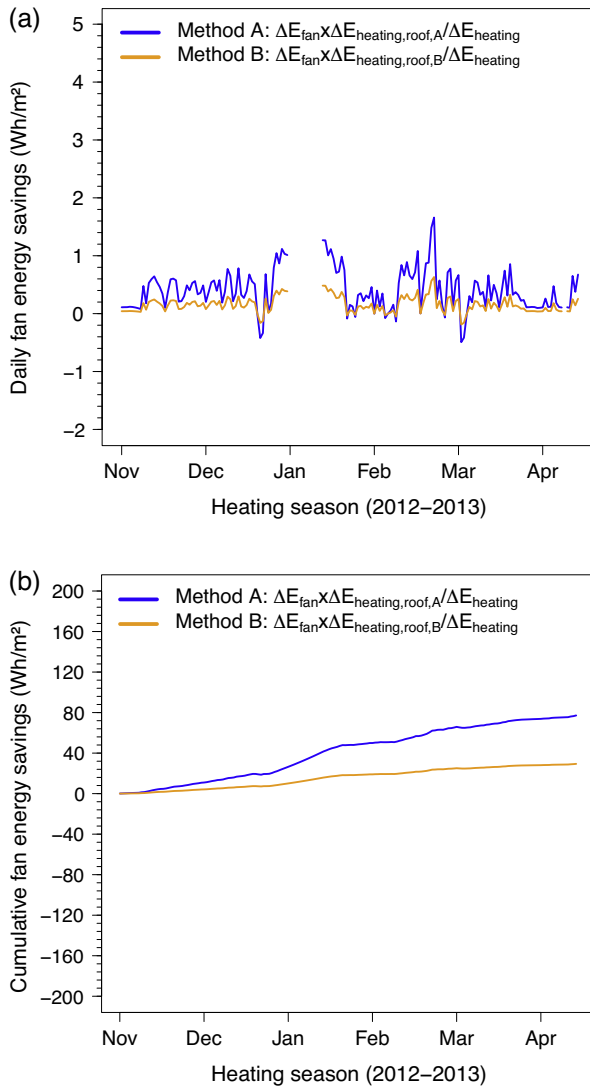 (a)
Method A: ΔEfanxΔEheating,roof,A/ΔEheating
Method B: ΔEfanxΔEheating,roof,B/ΔEheating
Daily fan energy savings (Wh/m²)
5
4
3
2
1
0
−1
−2
Nov Dec Jan Feb Mar Apr
Heating season (2012−2013)
(b)
Method A: ΔEfanxΔEheating,roof,A/ΔEheating
Method B: ΔEfanxΔEheating,roof,B/ΔEheating
Cumulative fan energy savings (Wh/m²)
200
160
120
80
40
0
−40
−80
−120
−160
−200
Nov Dec Jan Feb Mar Apr
Heating season (2012−2013)